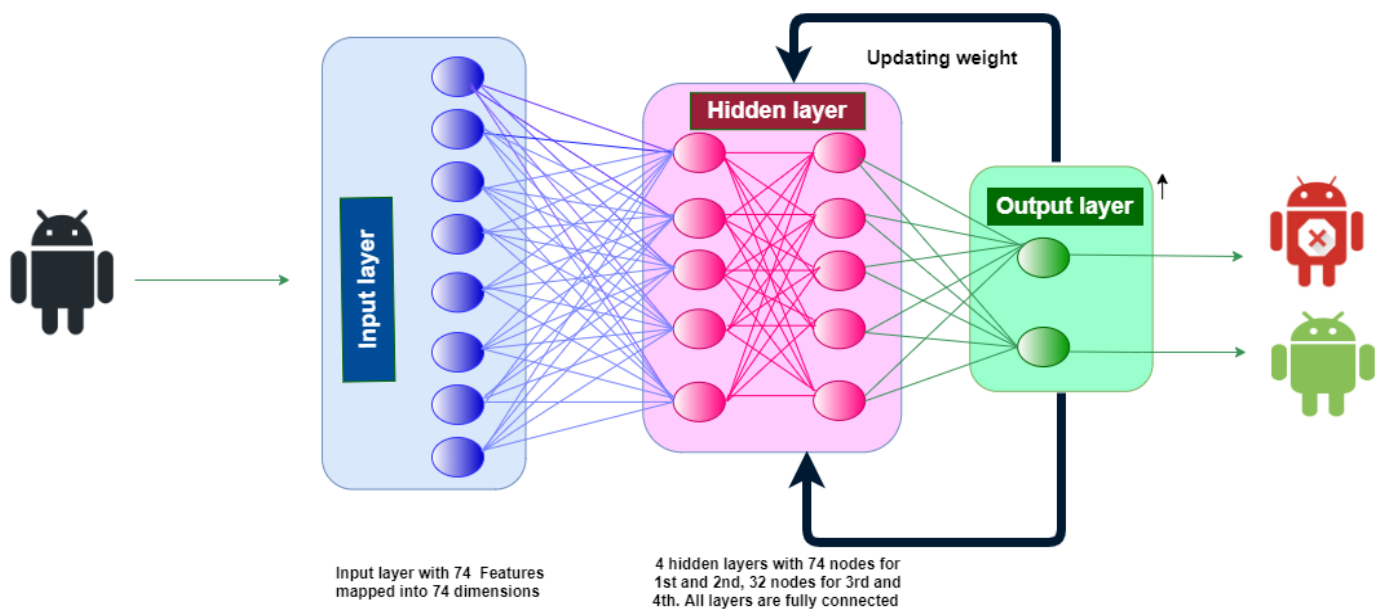 Updating weight
Hidden layer
Input layer
Output layer
Input layer with 74 Features
mapped into 74 dimensions
4 hidden layers with 74 nodes for
1st and 2nd, 32 nodes for 3rd and
4th. All layers are fully connected